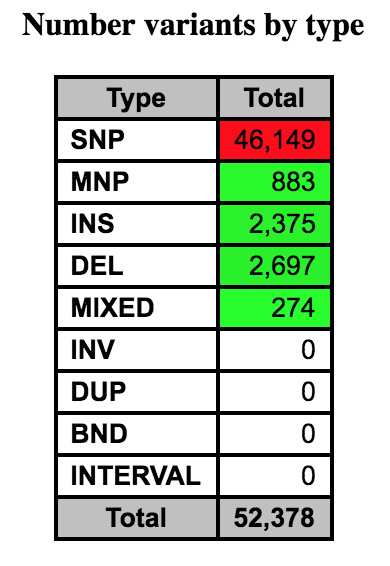 Number variants by type
Type Total
SNP 46,149
MNP 883
INS 2,375
DEL 2,697
MIXED 274
INV 0
DUP 0
BND 0
INTERVAL 0
Total 52,378